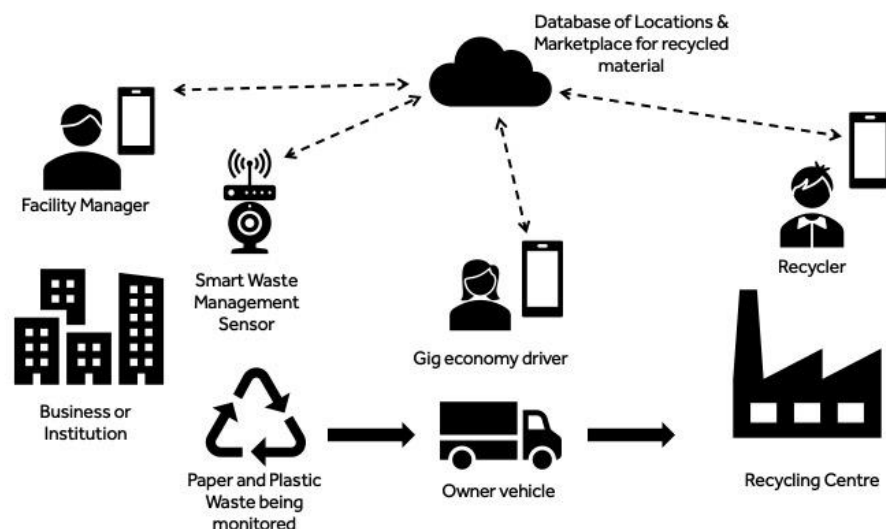 Database of Locations &
Marketplace for recycled
material
Facility Manager
Smart Waste
Management
Sensor
Recycler
Gig economy driver
Business or
Institution
Paper and Plastic
Waste being
monitored
Owner vehicle
Recycling Centre